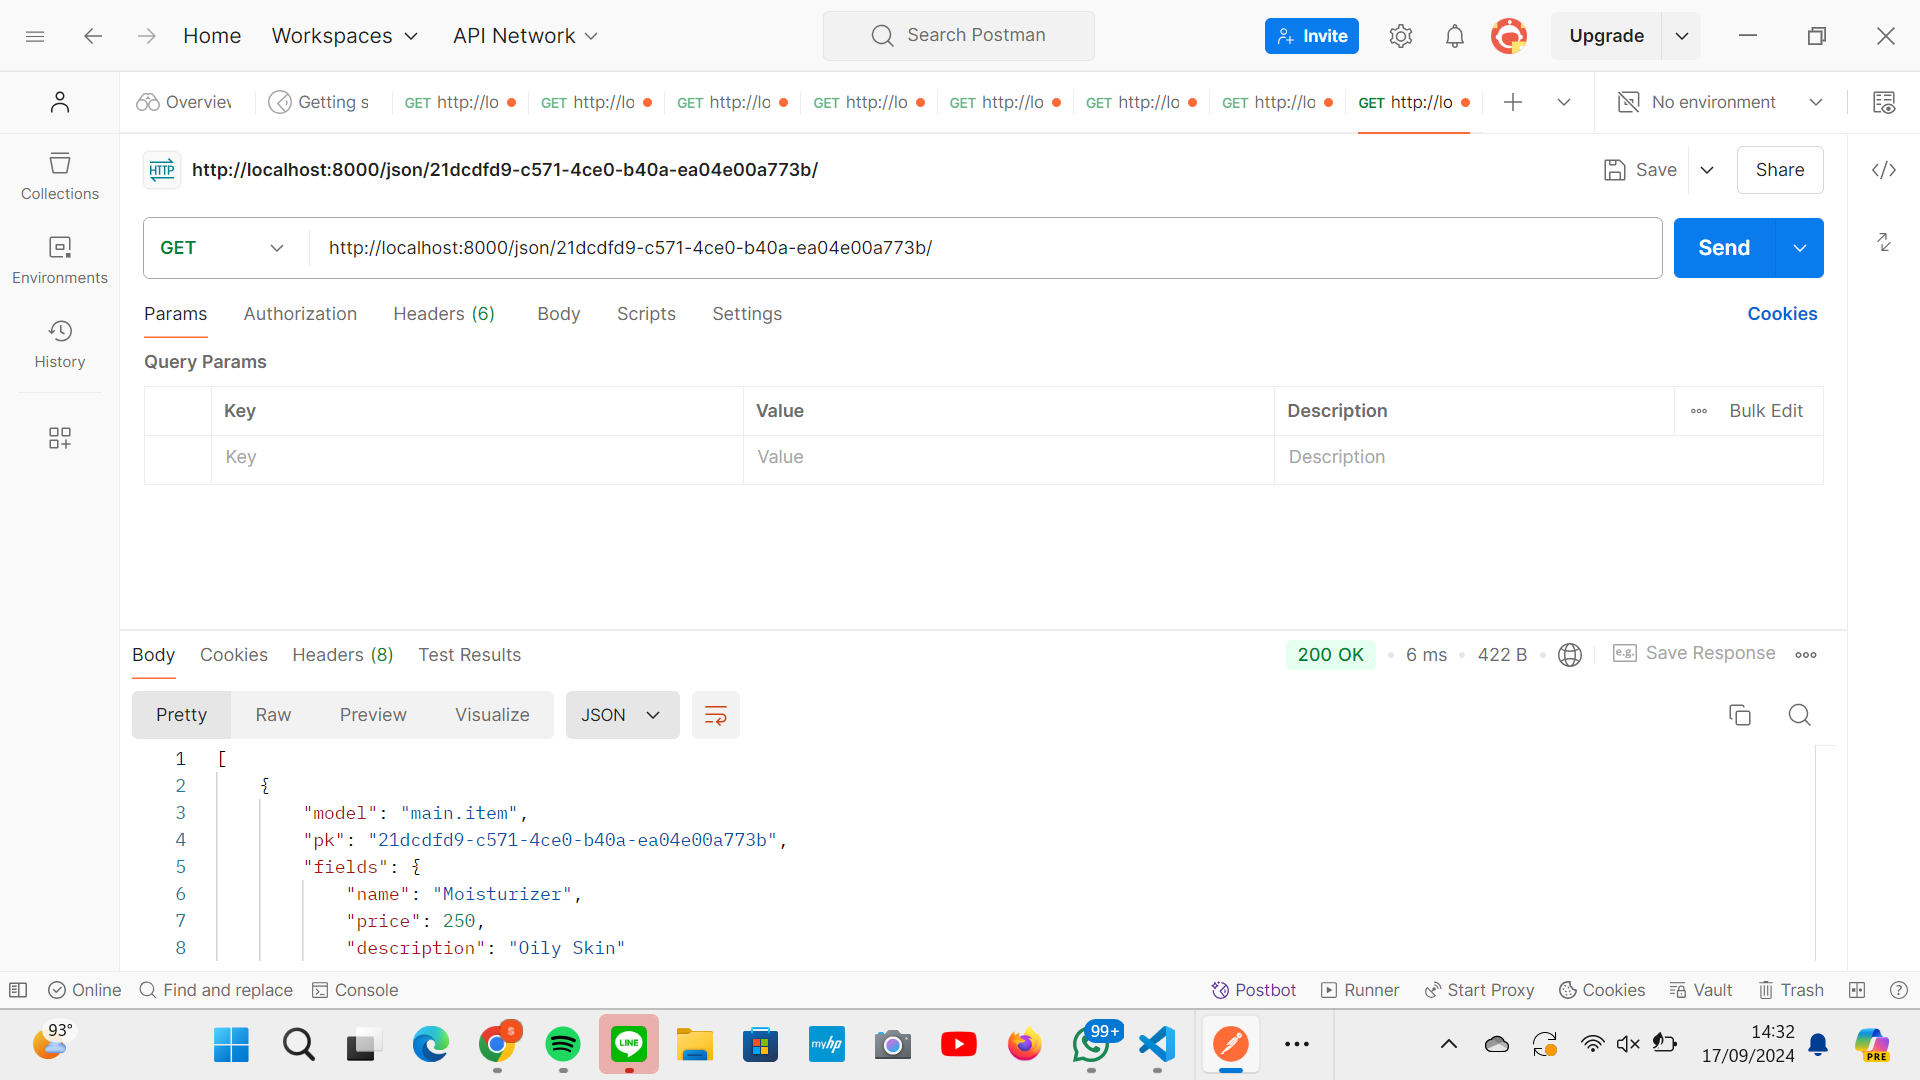 Home
Workspaces
API Network
Search Postman
Invite
Upgrade
Overview
Getting s
GET http://lo
GET http://lo
GET http://lo
GET http://lo
GET http://lo
GET http://lo
GET http://lo
GET http://lo
No environment
Collections
Environments
History
HTTP
http://localhost:8000/json/21dcdfd9-c571-4ce0-b40a-ea04e00a773b/
Save
Share
GET
http://localhost:8000/json/21dcdfd9-c571-4ce0-b40a-ea04e00a773b/
Send
Params
Authorization
Headers (6)
Body
Scripts
Settings
Cookies
Query Params
Key
Value
Description
Bulk Edit
Key
Value
Description
Body
Cookies
Headers (8)
Test Results
200 OK
6 ms
422 B
e.g.
Save Response
Pretty
Raw
Preview
Visualize
JSON
1 [
2 {
3 "model": "main.item",
4 "pk": "21dcdfd9-c571-4ce0-b40a-ea04e00a773b",
5 "fields": {
6 "name": "Moisturizer",
7 "price": 250,
8 "description": "Oily Skin"
Online
Find and replace
Console
Postbot
Runner
Start Proxy
Cookies
Vault
Trash
93°
S
LINE
myhp
99+
14:32
17/09/2024
PRE